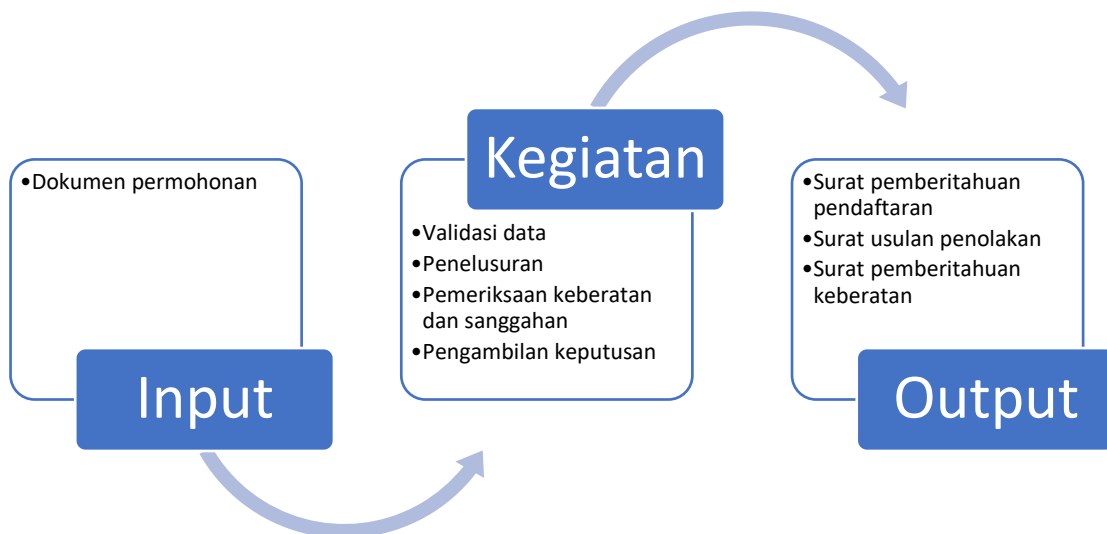 •Dokumen permohonan
Input
Kegiatan
•Validasi data
•Penelusuran
•Pemeriksaan keberatan
dan sanggahan
•Pengambilan keputusan
•Surat pemberitahuan
pendaftaran
•Surat usulan penolakan
•Surat pemberitahuan
keberatan
Output